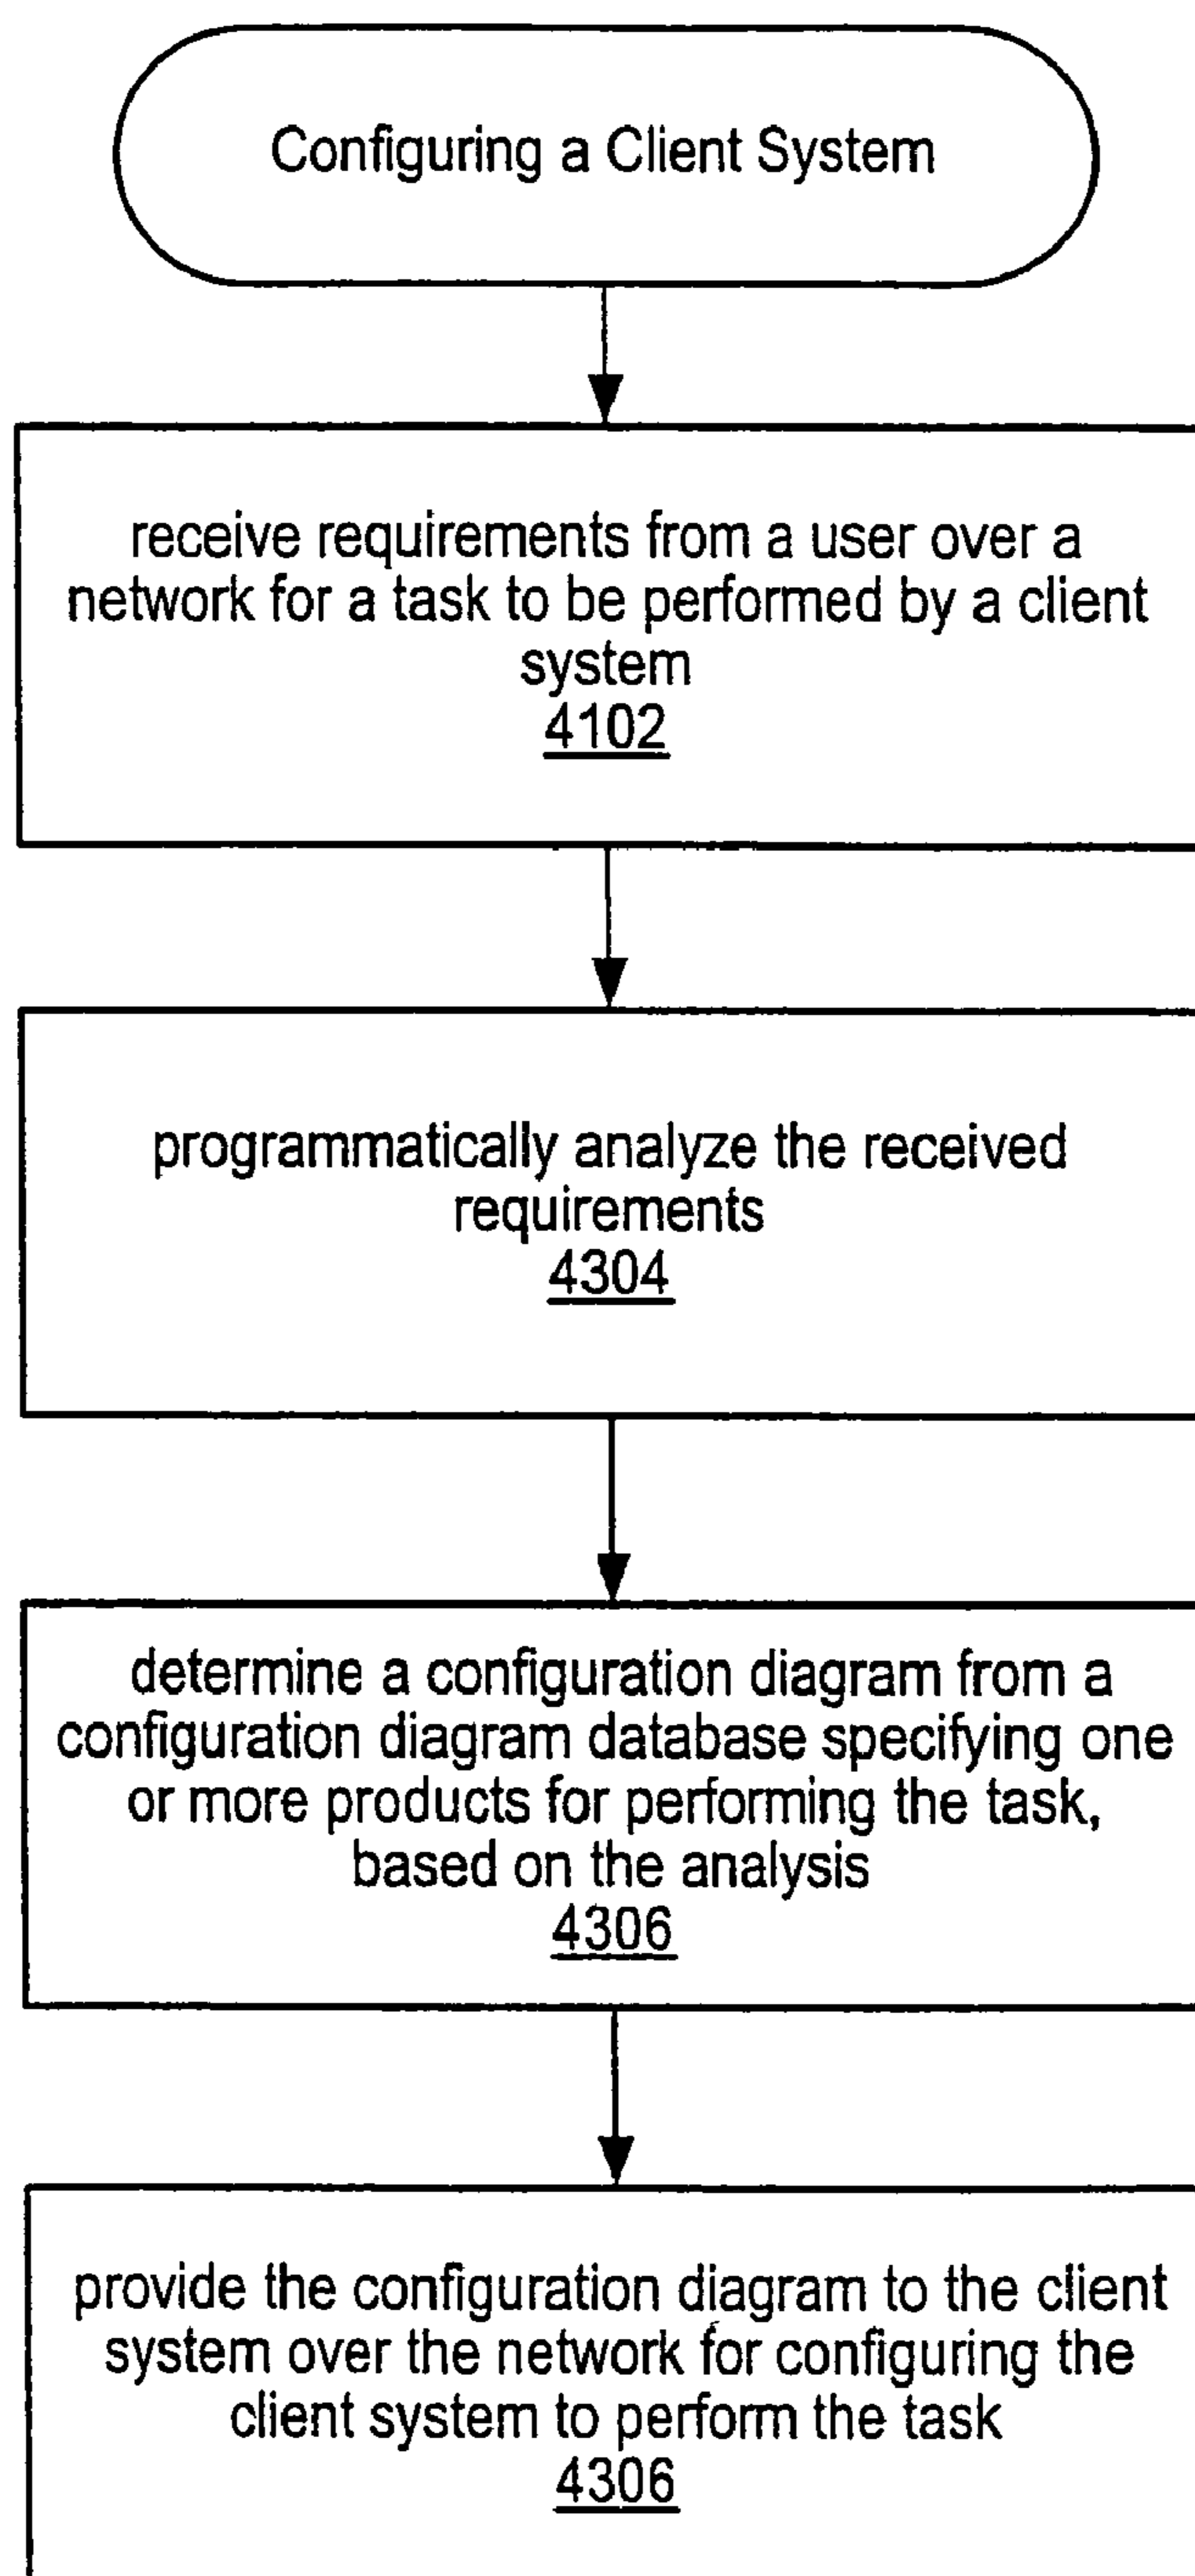 Configuring a Client System
receive requirements from a user over a
network for a task to be performed by a client
system
4102
programmatically analyze the received
requirements
4304
determine a configuration diagram from a
configuration diagram database specifying one
or more products for performing the task,
based on the analysis
4306
provide the configuration diagram to the client
system over the network for configuring the
client system to perform the task
4306